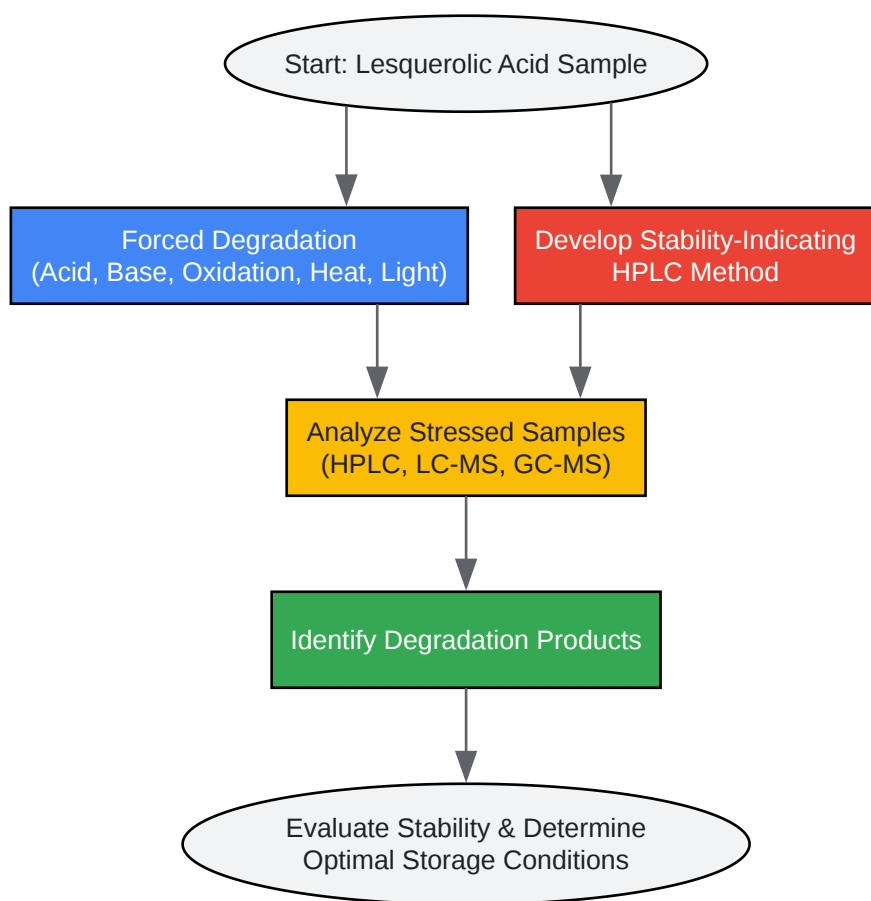 Start: Lesquerolic Acid Sample
Forced Degradation
(Acid, Base, Oxidation, Heat, Light)
Develop Stability-Indicating
HPLC Method
Analyze Stressed Samples
(HPLC, LC-MS, GC-MS)
Identify Degradation Products
Evaluate Stability & Determine
Optimal Storage Conditions